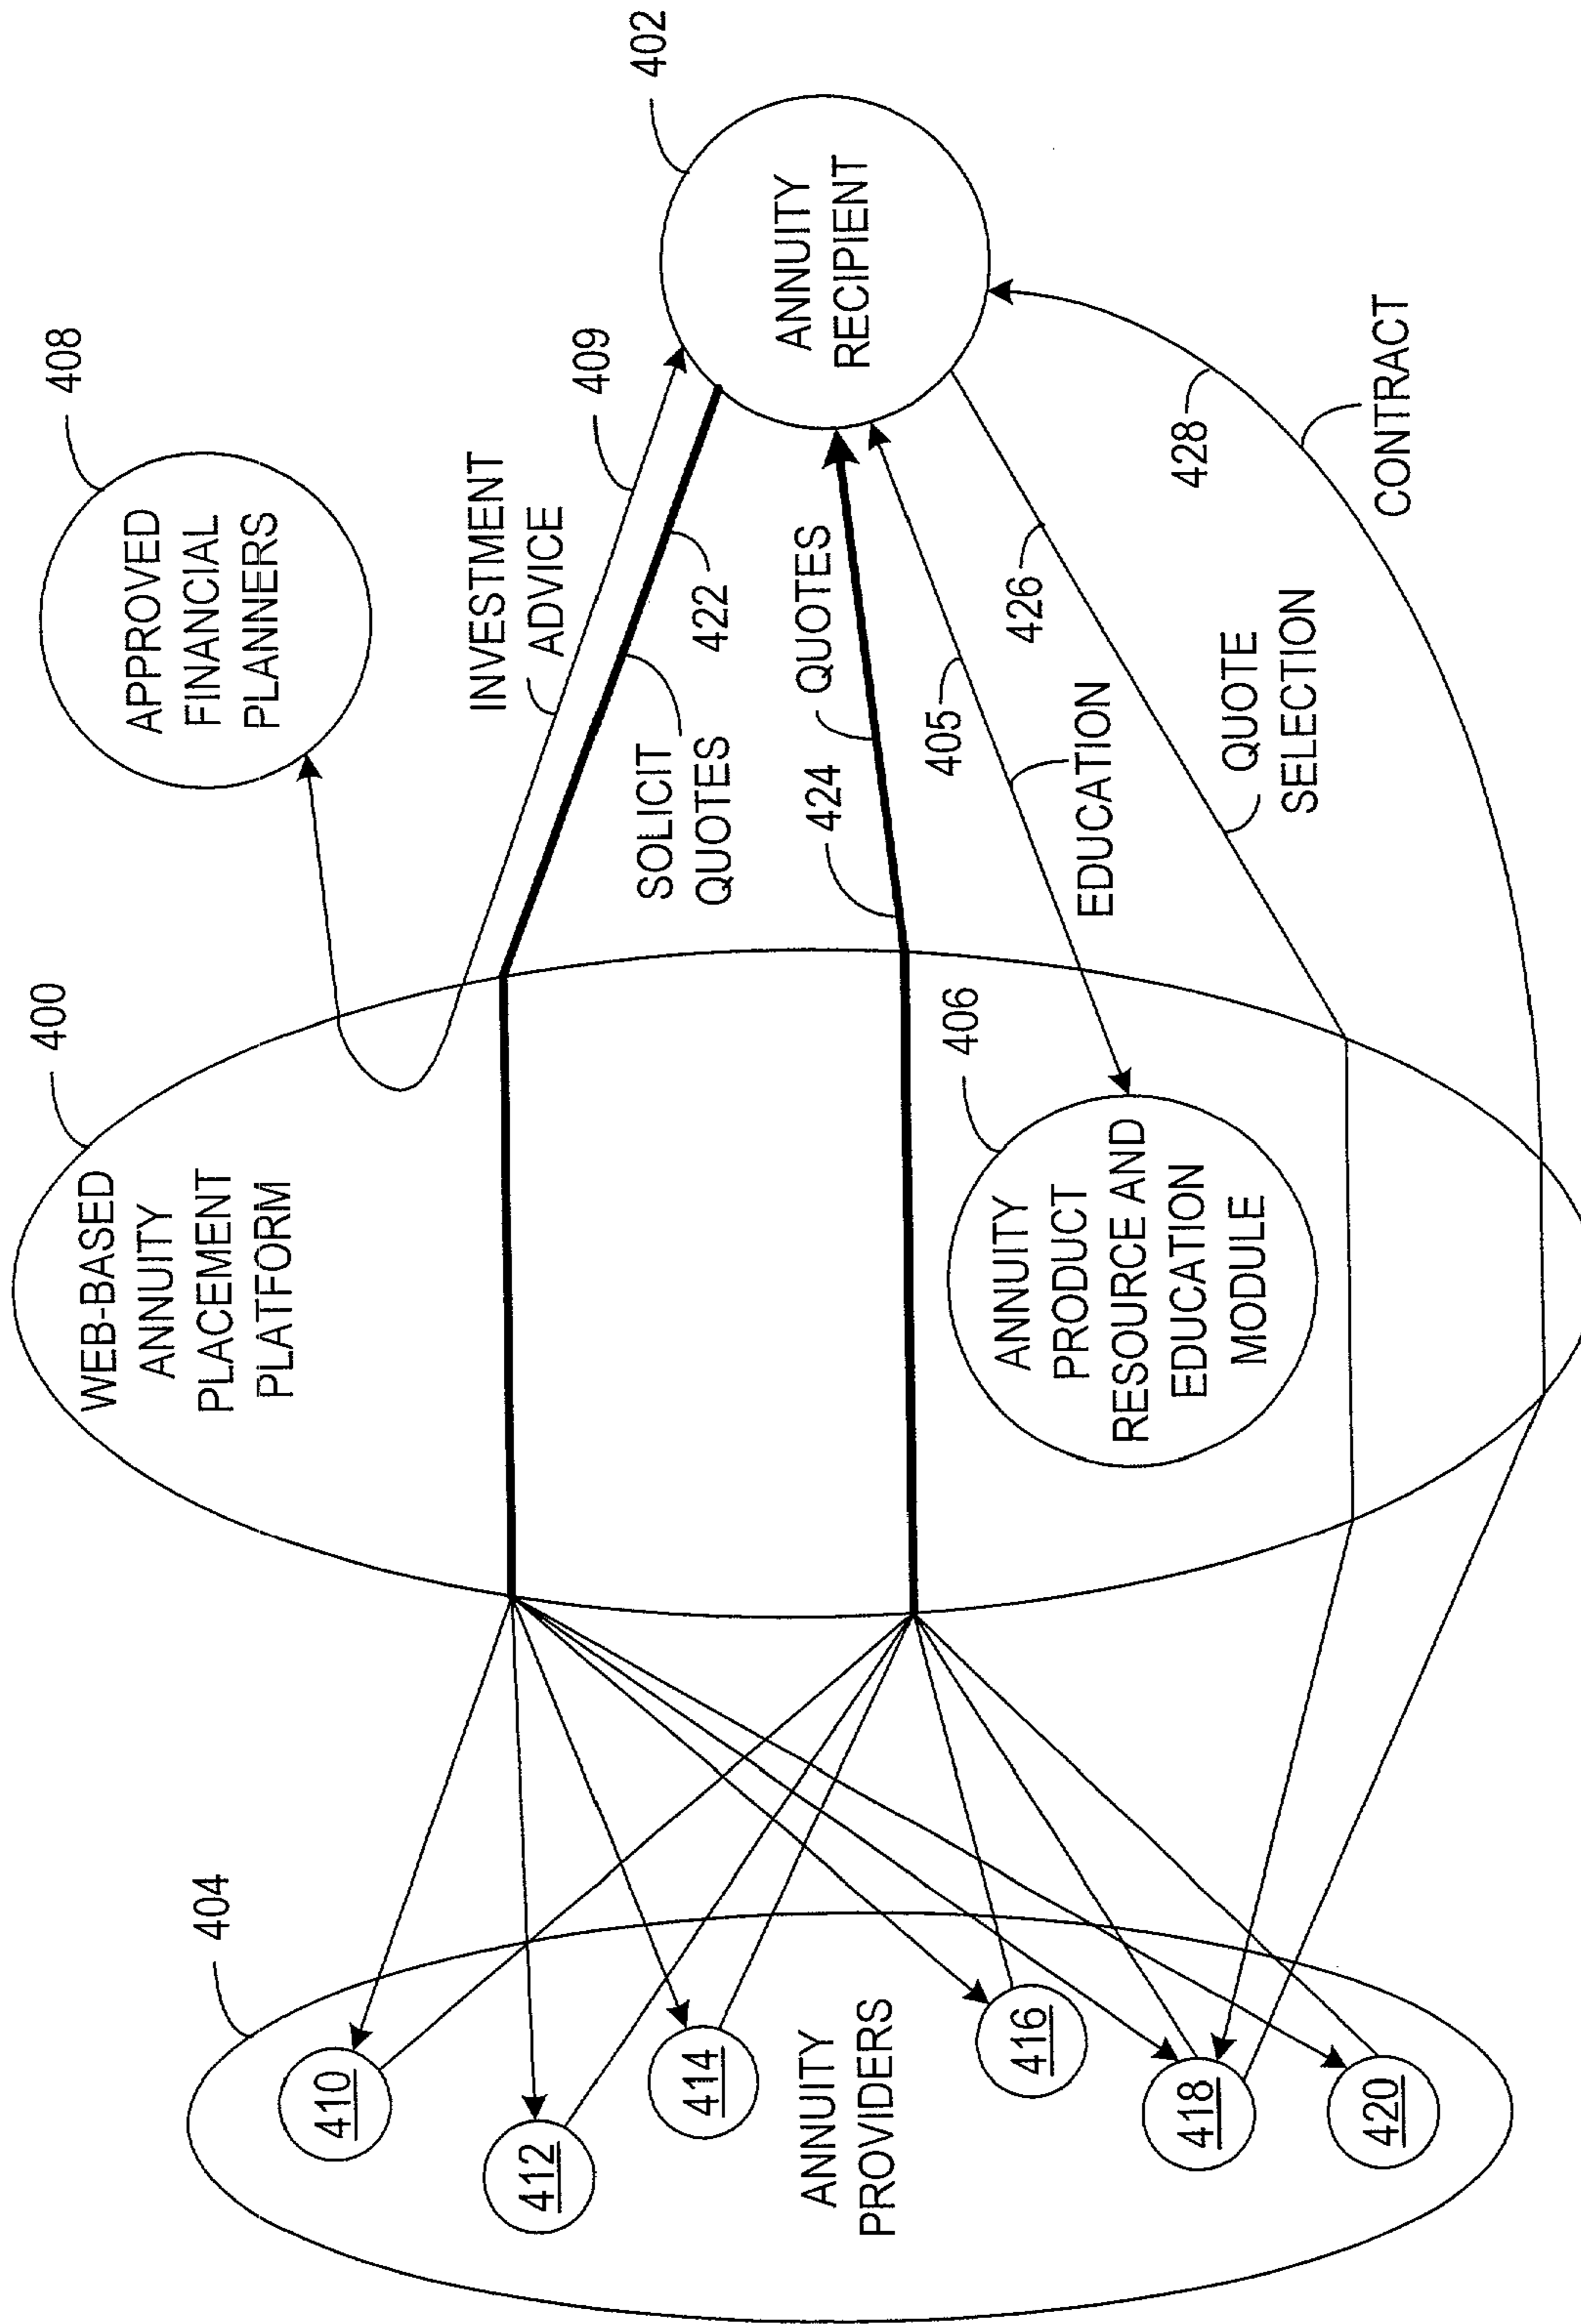 404
410
412
414
ANNUITY
PROVIDERS
416
418
420
400
WEB-BASED
ANNUITY
PLACEMENT
PLATFORM
406
ANNUITY
PRODUCT
RESOURCE AND
EDUCATION
MODULE
408
APPROVED
FINANCIAL
PLANNERS
INVESTMENT
ADVICE
409
SOLICIT
QUOTES
422
424
QUOTES
405
EDUCATION
426
QUOTE
SELECTION
428
CONTRACT
402
ANNUITY
RECIPIENT